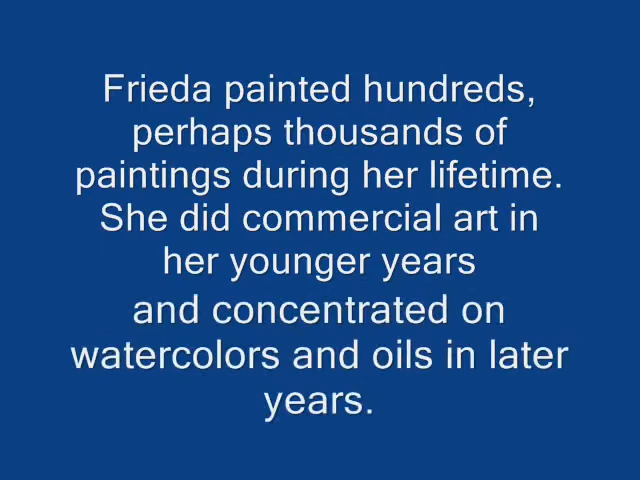 Frieda painted hundreds,
perhaps thousands of
paintings during her lifetime.
She did commercial art in
her younger years
and concentrated on
watercolors and oils in later
years.